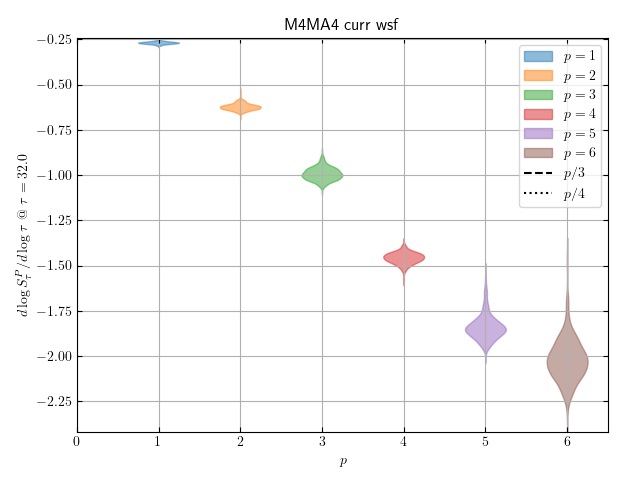 M4MA4 curr wsf
d log S_τ^P / d log τ @ τ = 32.0
−0.25
−0.50
−0.75
−1.00
−1.25
−1.50
−1.75
−2.00
−2.25
p = 1
p = 2
p = 3
p = 4
p = 5
p = 6
p/3
p/4
0 1 2 3 4 5 6
p